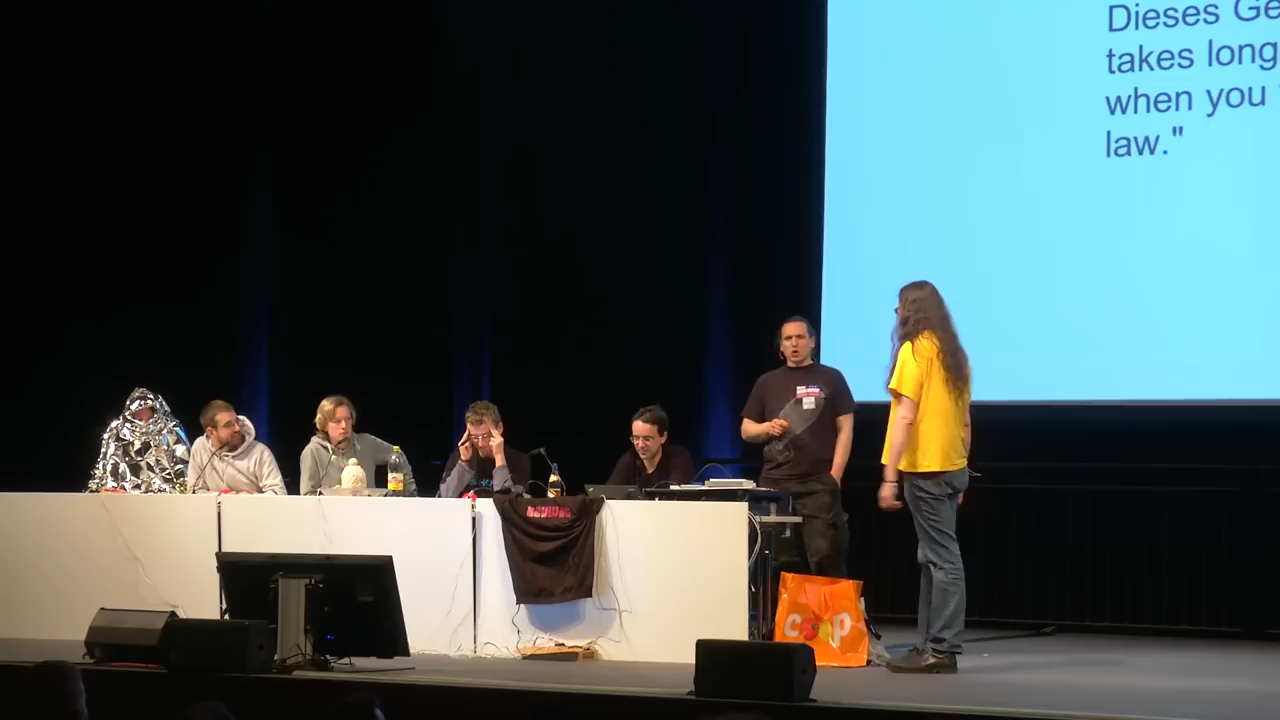 Dieses Ge
takes long
when you
law."
coop